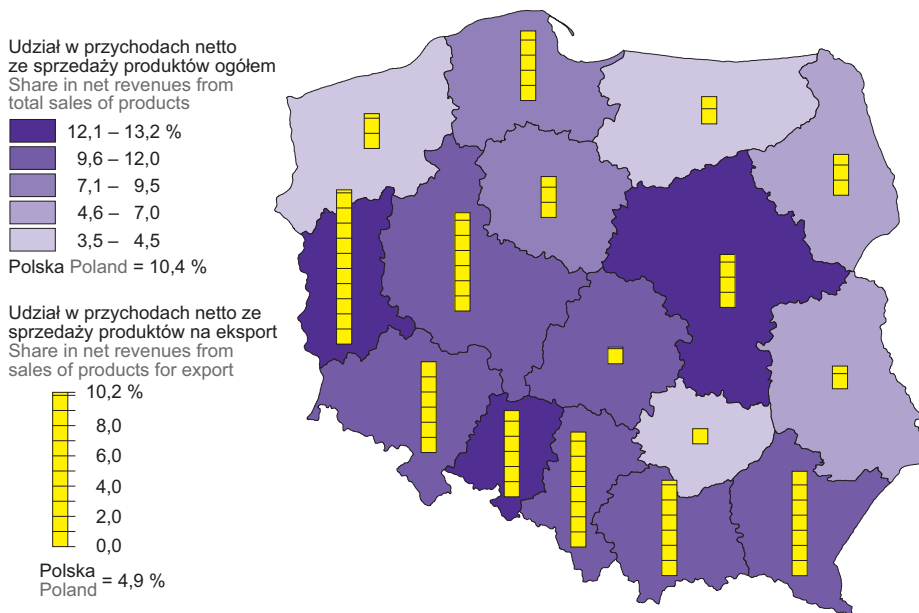 Udział w przychodach netto
ze sprzedaży produktów ogółem
Share in net revenues from
total sales of products
12,1 – 13,2 %
9,6 – 12,0
7,1 – 9,5
4,6 – 7,0
3,5 – 4,5
Polska Poland = 10,4 %
Udział w przychodach netto ze
sprzedaży produktów na eksport
Share in net revenues from
sales of products for export
10,2 %
8,0
6,0
4,0
2,0
0,0
Polska
Poland = 4,9 %